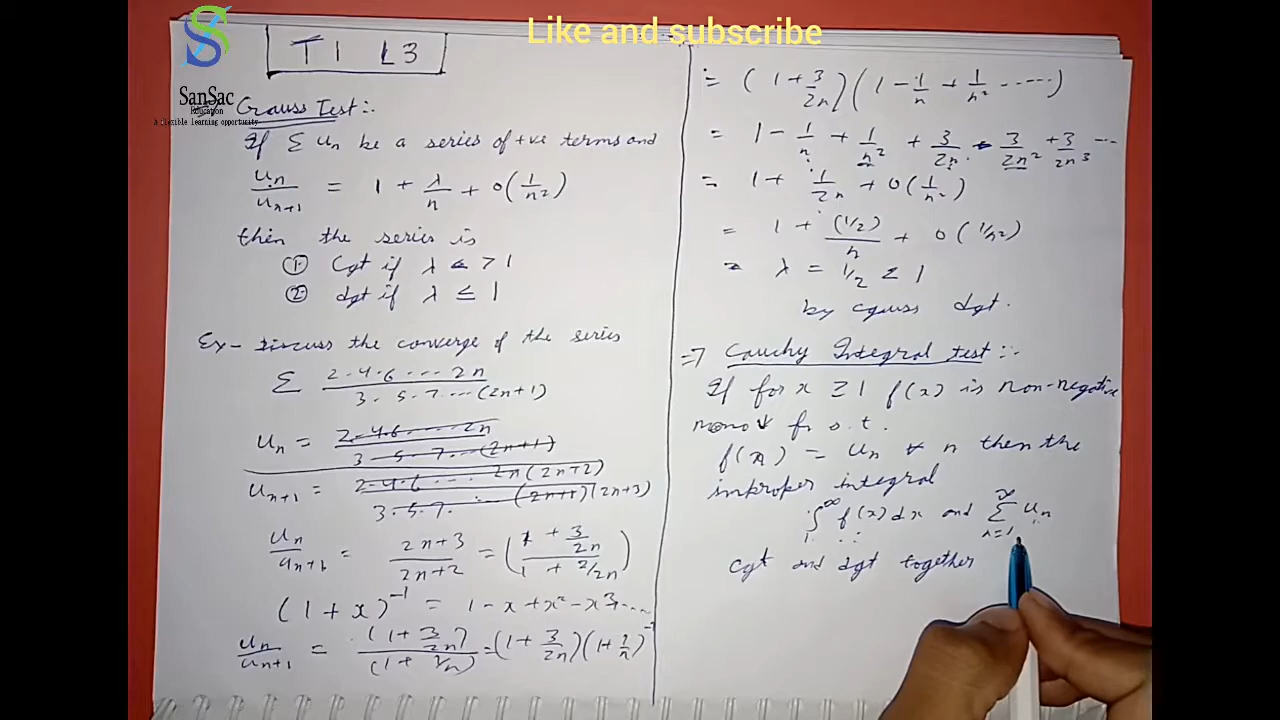 Like and subscribe
T1 L3
SanSac
Education
A flexible learning opportunity
Gauss Test :-
If Σ un be a series of +ve terms and
un/un+1 = 1 + λ/n + O(1/n²)
then the series is
① Cgt if λ > 1
② dgt if λ ≤ 1
Ex- Discuss the converge of the series
Σ 2·4·6····2n / 3·5·7···(2n+1)
un = 2·4·6·····2n / 3·5·7···(2n+1)
un+1 = 2·4·6···2n(2n+2) / 3·5·7···(2n+1)(2n+3)
un/un+1 = 2n+3/2n+2 = (1 + 3/2n / 1 + 2/2n)
(1+x)⁻¹ = 1 - x + x² - x³....
un/un+1 = (1 + 3/2n) / (1 + 1/n) = (1 + 3/2n)(1 + 1/n)⁻¹
= (1 + 3/2n)(1 - 1/n + 1/n² ......)
= 1 - 1/n + 1/n² + 3/2n - 3/2n² + 3/2n³ ...
= 1 + 1/2n + O(1/n²)
= 1 + (1/2)/n + O(1/n²)
λ = 1/2 < 1
by Gauss dgt.
=> Cauchy Integral test :-
If for x ≥ 1 f(x) is non-negative
mono ↓ fn s.t.
f(n) = un ∀ n then the
improper integral
∫₁^∞ f(x) dx and Σ n=1 ^∞ un
Cgt and dgt together